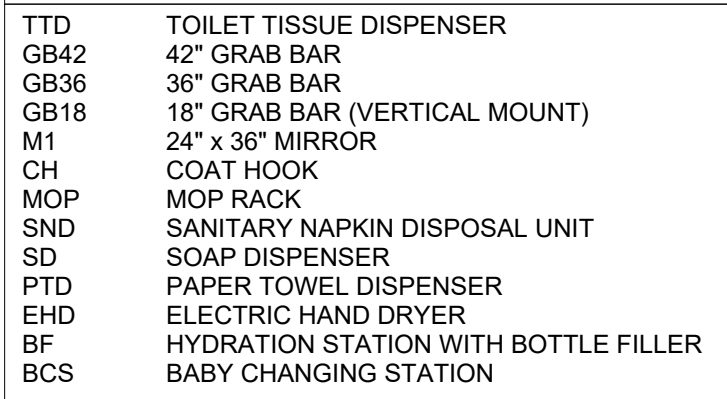 TTD TOILET TISSUE DISPENSER
GB42 42" GRAB BAR
GB36 36" GRAB BAR
GB18 18" GRAB BAR (VERTICAL MOUNT)
M1 24" x 36" MIRROR
CH COAT HOOK
MOP MOP RACK
SND SANITARY NAPKIN DISPOSAL UNIT
SD SOAP DISPENSER
PTD PAPER TOWEL DISPENSER
EHD ELECTRIC HAND DRYER
BF HYDRATION STATION WITH BOTTLE FILLER
BCS BABY CHANGING STATION